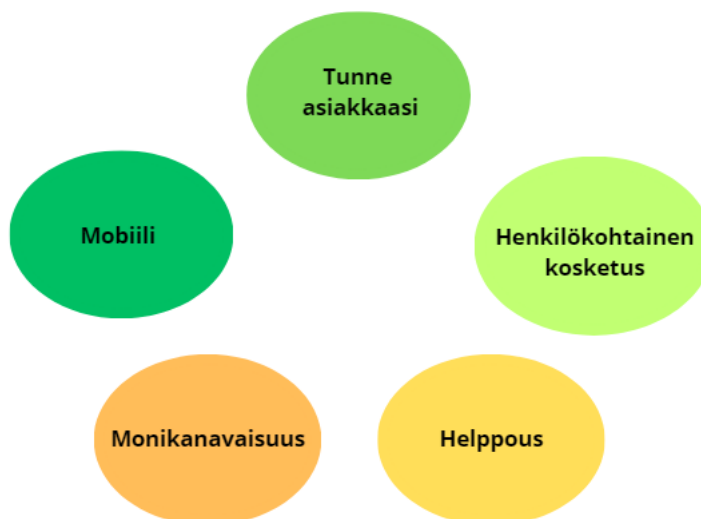 Tunne
asiakkaasi
Mobiili
Henkilökohtainen
kosketus
Monikanavaisuus
Helppous